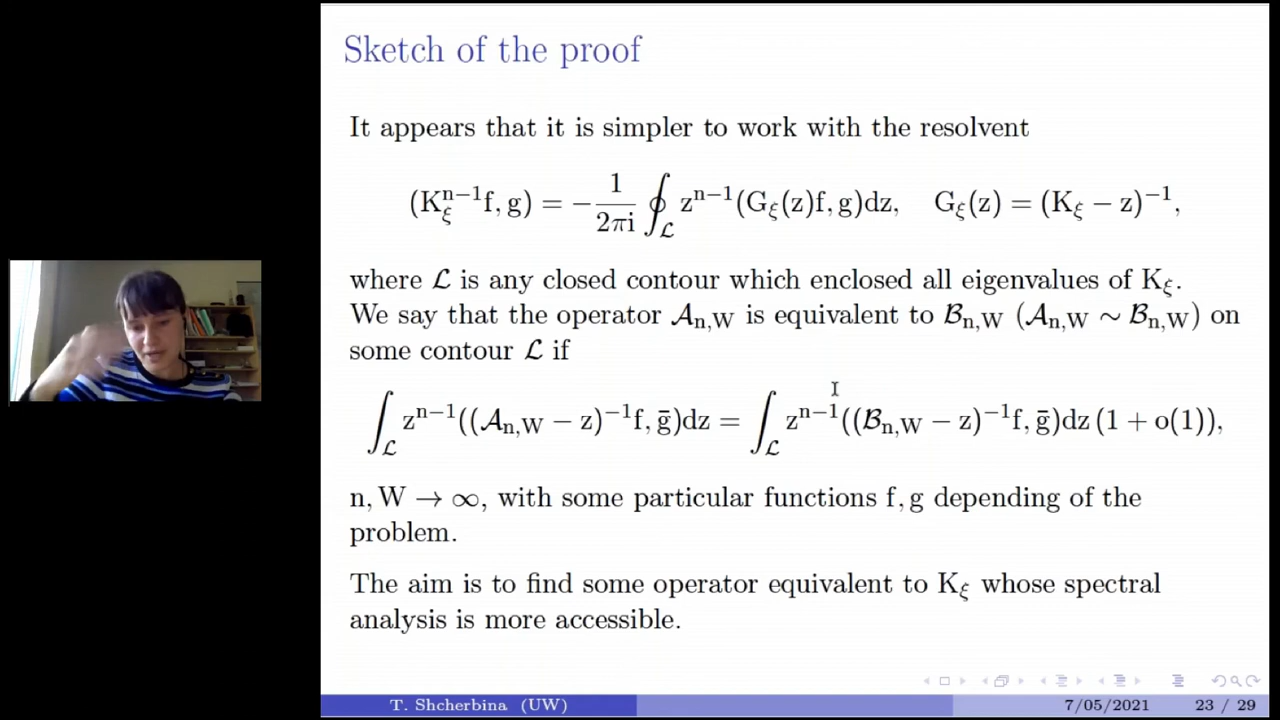 Sketch of the proof
It appears that it is simpler to work with the resolvent
(K_ξ^{n−1}f, g) = −\frac{1}{2πi} ∮_ℒ z^{n−1}(G_ξ(z)f, g)dz,    G_ξ(z) = (K_ξ − z)^{−1},
where ℒ is any closed contour which enclosed all eigenvalues of K_ξ.
We say that the operator 𝒜_{n,W} is equivalent to ℬ_{n,W} (𝒜_{n,W} ∼ ℬ_{n,W}) on
some contour ℒ if
∫_ℒ z^{n−1}((𝒜_{n,W} − z)^{−1}f, ḡ)dz = ∫_ℒ z^{n−1}((ℬ_{n,W} − z)^{−1}f, ḡ)dz (1 + o(1)),
n, W → ∞, with some particular functions f, g depending of the
problem.
The aim is to find some operator equivalent to K_ξ whose spectral
analysis is more accessible.
T. Shcherbina (UW) 7/05/2021 23 / 29